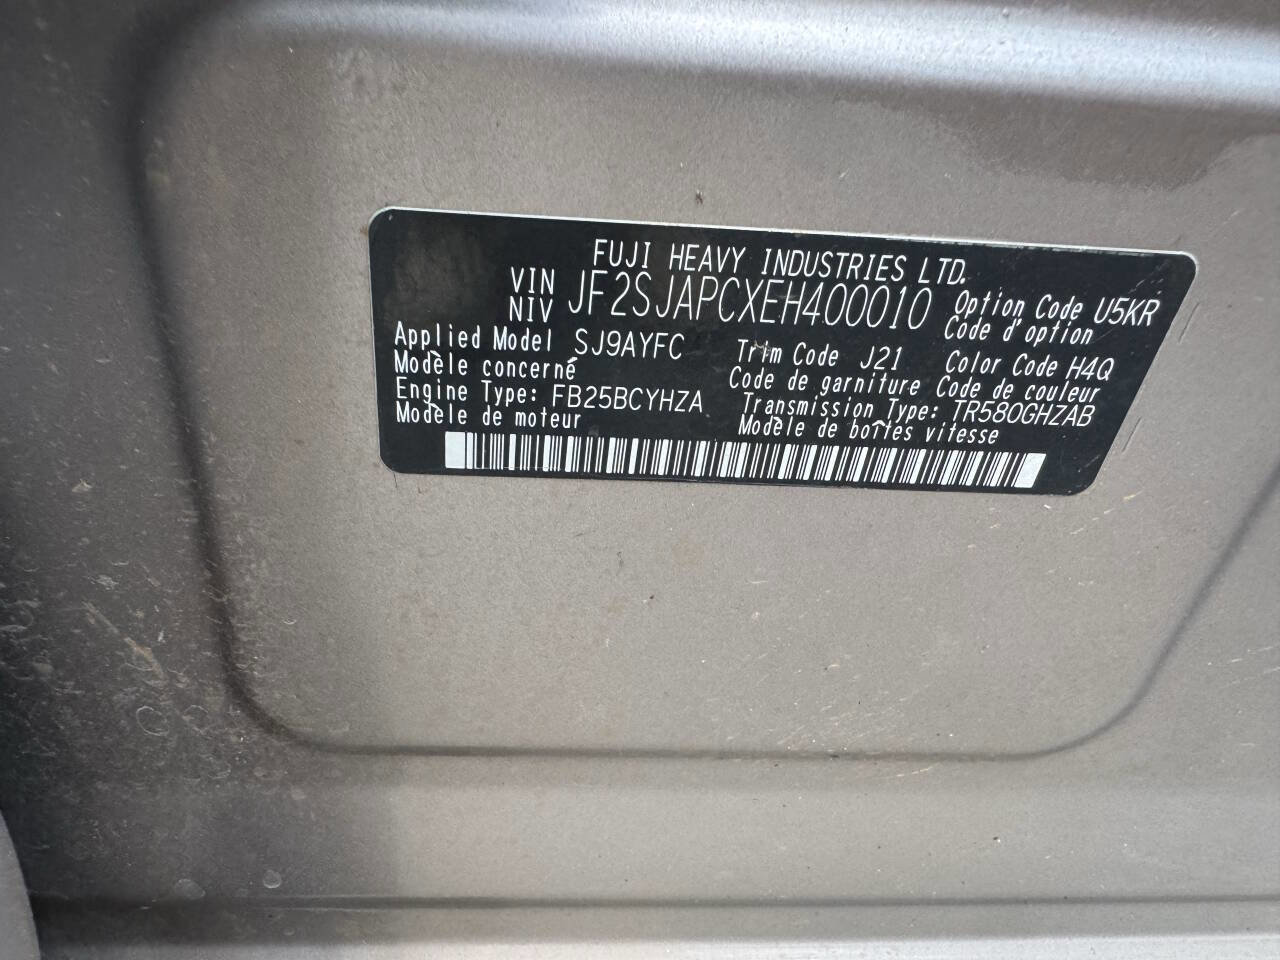 FUJI HEAVY INDUSTRIES LTD.
VIN
NIV JF2SJAPCXEH400010 Option Code U5KR
Code d'option
Applied Model SJ9AYFC Trim Code J21 Color Code H4Q
Modèle concerné Code de garniture Code de couleur
Engine Type: FB25BCYHZA Transmission Type: TR580GHZAB
Modèle de moteur Modèle de boîtes vitesse